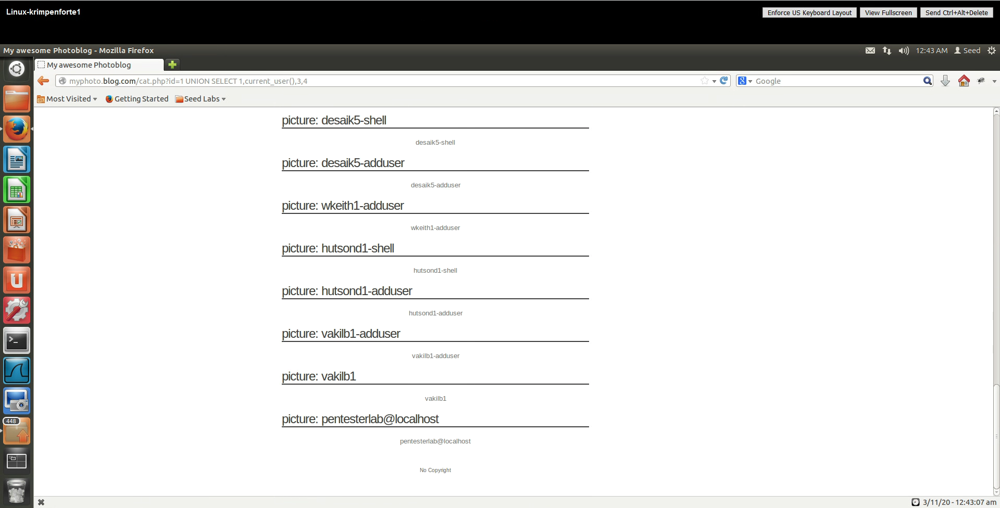 Linux-krimpenforte1
Enforce US Keyboard Layout
View Fullscreen
Send Ctrl+Alt+Delete
My awesome Photoblog - Mozilla Firefox
12:43 AM
Seed
My awesome Photoblog
myphoto.blog.com/cat.php?id=1 UNION SELECT 1,current_user(),3,4
8
Google
Most Visited
Getting Started
Seed Labs
picture: desaik5-shell
desaik5-shell
picture: desaik5-adduser
desaik5-adduser
picture: wkeith1-adduser
wkeith1-adduser
picture: hutsond1-shell
hutsond1-shell
picture: hutsond1-adduser
hutsond1-adduser
picture: vakilb1-adduser
vakilb1-adduser
picture: vakilb1
vakilb1
picture: pentesterlab@localhost
pentesterlab@localhost
No Copyright
448
3/11/20 - 12:43:07 am